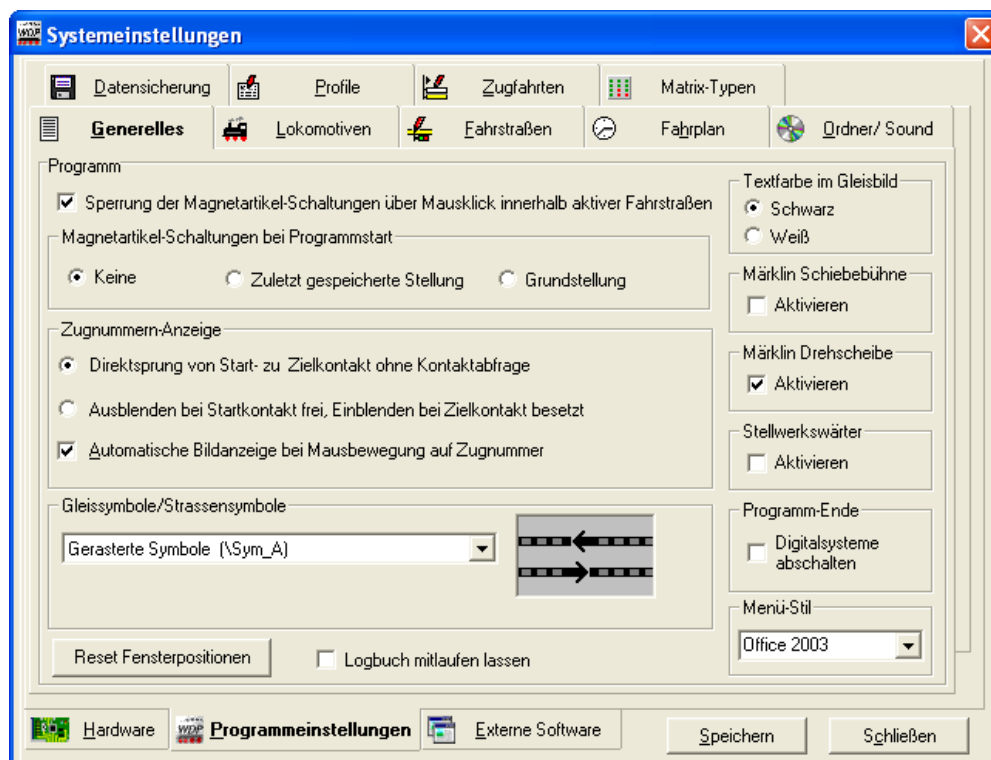 WDP Systemeinstellungen
Datensicherung Profile Zugfahrten Matrix-Typen
Generelles Lokomotiven Fahrstraßen Fahrplan Ordner/ Sound
Programm
Sperrung der Magnetartikel-Schaltungen über Mausklick innerhalb aktiver Fahrstraßen
Magnetartikel-Schaltungen bei Programmstart
Keine Zuletzt gespeicherte Stellung Grundstellung
Zugnummern-Anzeige
Direktsprung von Start- zu Zielkontakt ohne Kontaktabfrage
Ausblenden bei Startkontakt frei, Einblenden bei Zielkontakt besetzt
Automatische Bildanzeige bei Mausbewegung auf Zugnummer
Gleissymbole/Strassensymbole
Gerasterte Symbole (\Sym_A)
Reset Fensterpositionen Logbuch mitlaufen lassen
Textfarbe im Gleisbild
Schwarz
Weiß
Märklin Schiebebühne
Aktivieren
Märklin Drehscheibe
Aktivieren
Stellwerkswärter
Aktivieren
Programm-Ende
Digitalsysteme
abschalten
Menü-Stil
Office 2003
Hardware WDP Programmeinstellungen Externe Software Speichern Schließen